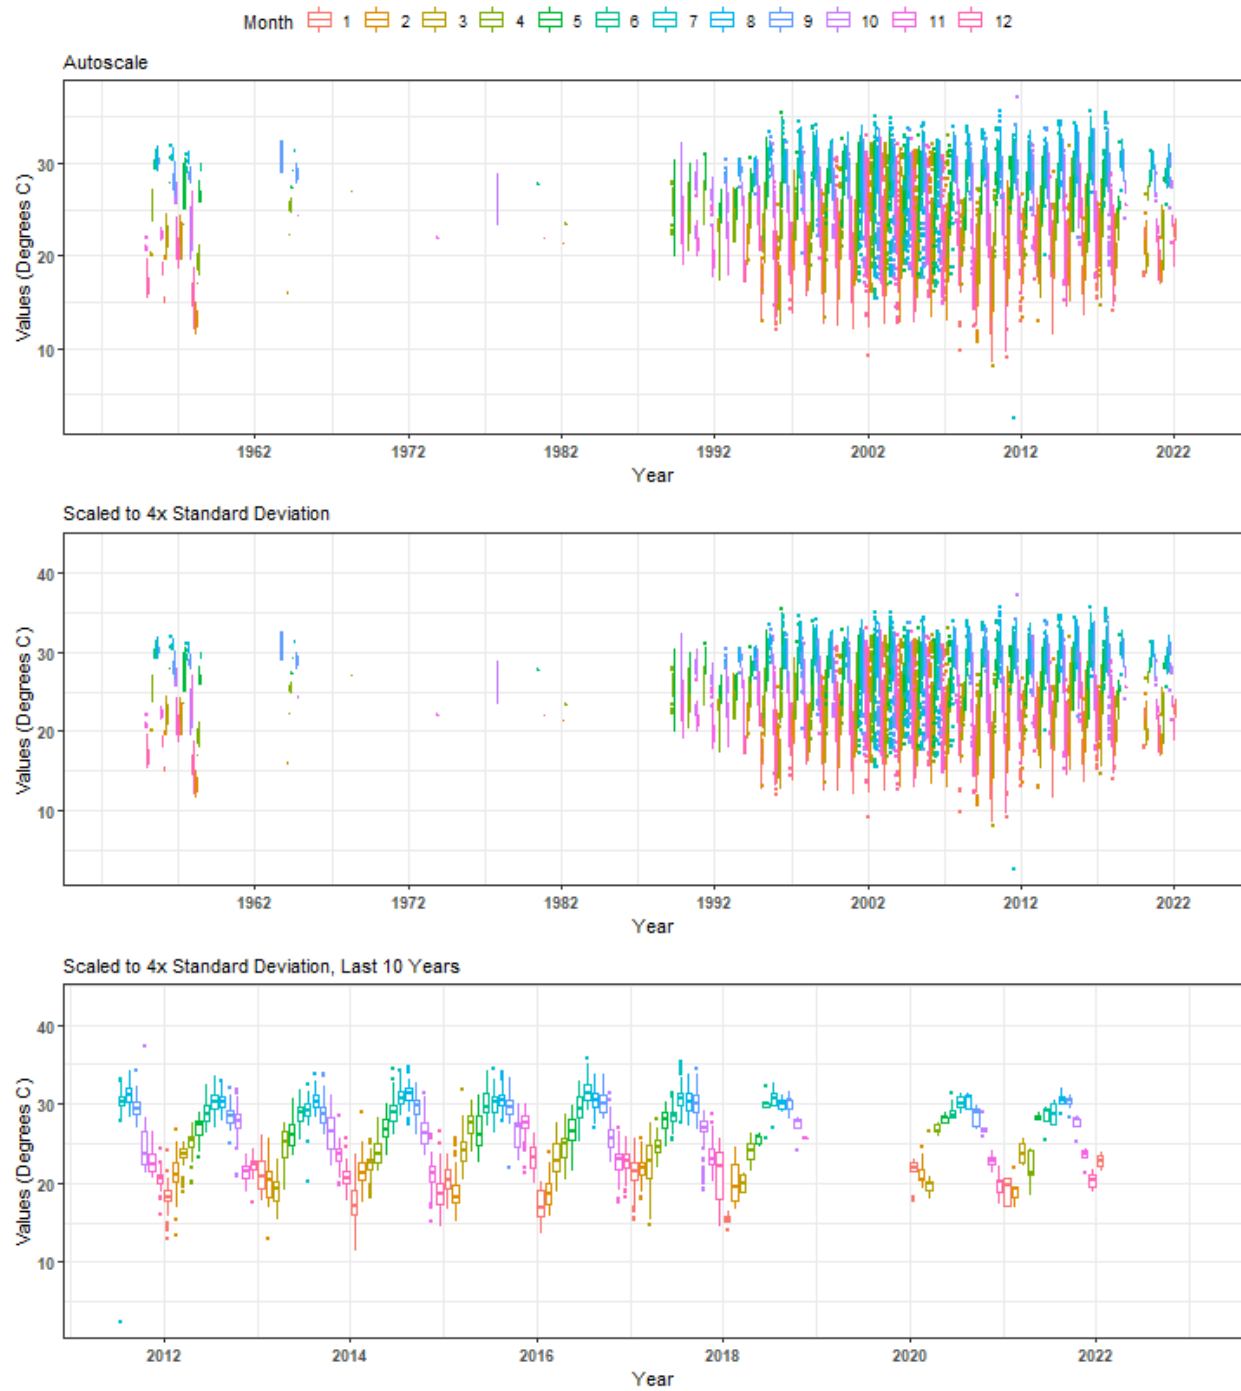 Month 1 2 3 4 5 6 7 8 9 10 11 12
Autoscale
Values (Degrees C)
30
20
10
1962 1972 1982 1992 2002 2012 2022
Year
Scaled to 4x Standard Deviation
Values (Degrees C)
40
30
20
10
1962 1972 1982 1992 2002 2012 2022
Year
Scaled to 4x Standard Deviation, Last 10 Years
Values (Degrees C)
40
30
20
10
2012 2014 2016 2018 2020 2022
Year